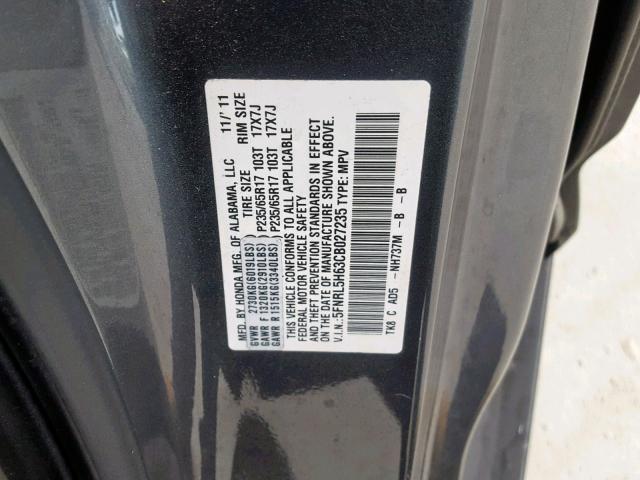 MFD. BY HONDA MFG. OF ALABAMA, LLC 11/'11
TIRE SIZE RIM SIZE
GVWR 2730KG(6019LBS)
GAWR F 1320KG(2910LBS) P235/65R17 103T 17X7J
GAWR R 1515KG(3340LBS) P235/65R17 103T 17X7J
THIS VEHICLE CONFORMS TO ALL APPLICABLE
FEDERAL MOTOR VEHICLE SAFETY
AND THEFT PREVENTION STANDARDS IN EFFECT
ON THE DATE OF MANUFACTURE SHOWN ABOVE.
V.I.N.:5FNRL5H63CB027235 TYPE: MPV
TK8 C AD5 -NH737M -B -B